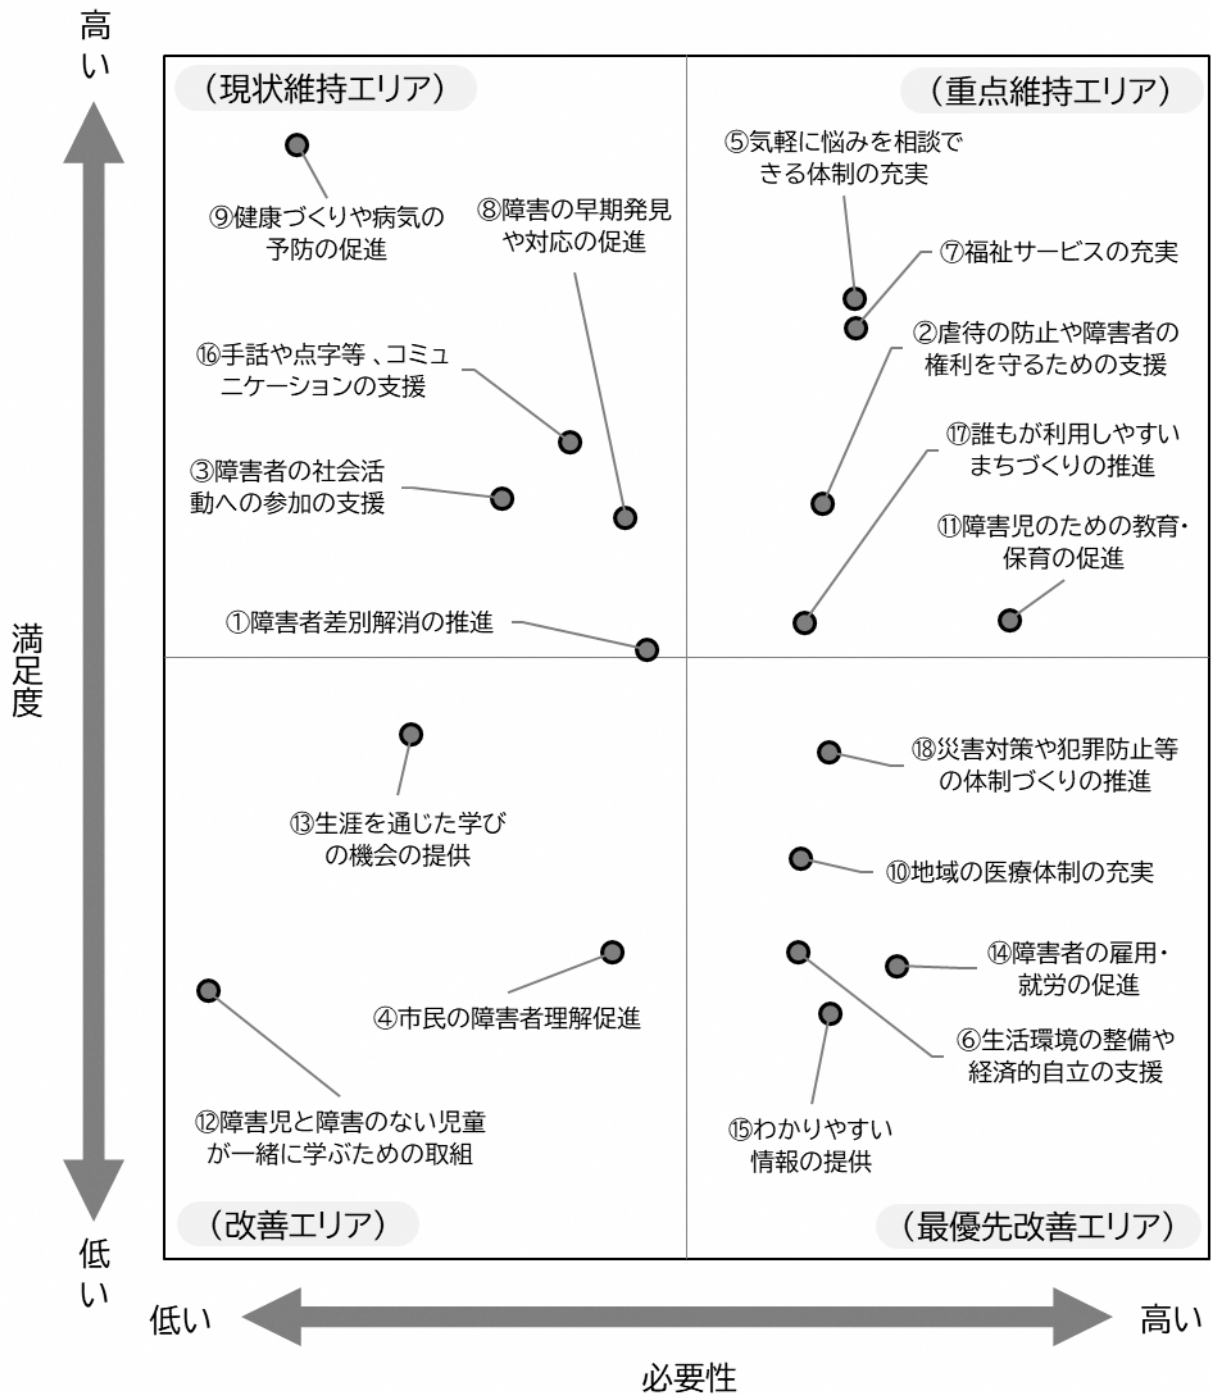 高い
（現状維持エリア）
（重点維持エリア）
⑤気軽に悩みを相談で
きる体制の充実
⑨健康づくりや病気の
予防の促進
⑧障害の早期発見
や対応の促進
⑦福祉サービスの充実
②虐待の防止や障害者の
権利を守るための支援
⑯手話や点字等、コミュ
ニケーションの支援
⑰誰もが利用しやすい
まちづくりの推進
③障害者の社会活
動への参加の支援
⑪障害児のための教育・
保育の促進
①障害者差別解消の推進
満足度
⑱災害対策や犯罪防止等
の体制づくりの推進
⑬生涯を通じた学び
の機会の提供
⑩地域の医療体制の充実
⑭障害者の雇用・
就労の促進
④市民の障害者理解促進
⑥生活環境の整備や
経済的自立の支援
⑫障害児と障害のない児童
が一緒に学ぶための取組
⑮わかりやすい
情報の提供
（改善エリア）
（最優先改善エリア）
低い
低い
高い
必要性